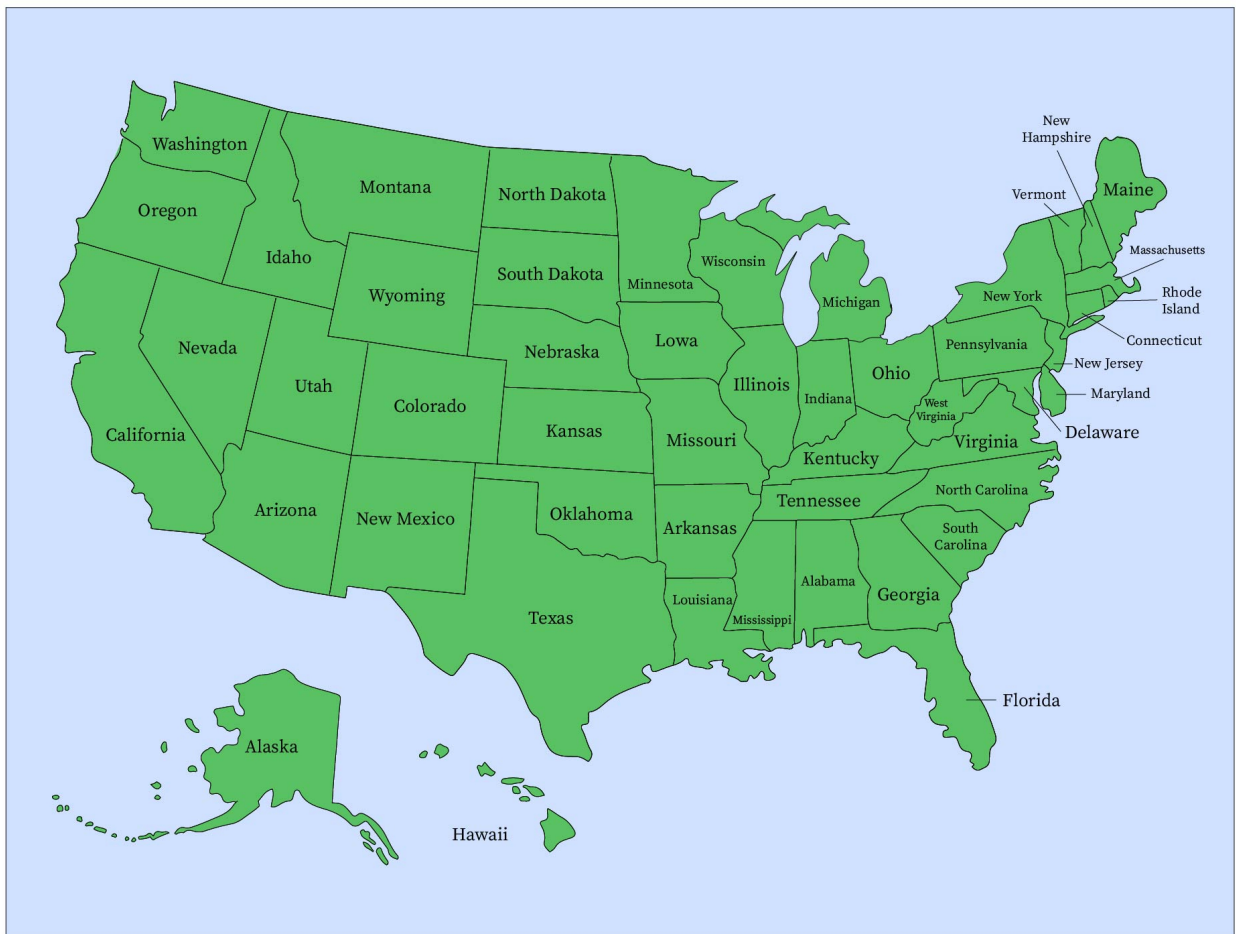 New
Hampshire
Washington
Montana
Maine
North Dakota
Vermont
Oregon
Massachusetts
Idaho
Wisconsin
South Dakota
Minnesota
Wyoming
New York
Michigan
Rhode
Island
Connecticut
Nevada
Nebraska
Iowa
Pennsylvania
New Jersey
Utah
Colorado
Illinois
Indiana
Ohio
Maryland
West
Virginia
California
Kansas
Missouri
Kentucky
Virginia
Delaware
Arizona
New Mexico
Oklahoma
Arkansas
Tennessee
North Carolina
South
Carolina
Texas
Louisiana
Mississippi
Alabama
Georgia
Florida
Alaska
Hawaii